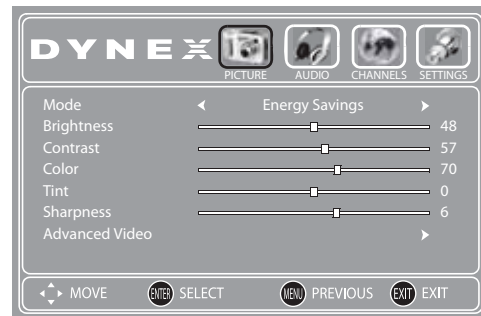 DYNEX
PICTURE AUDIO CHANNELS SETTINGS
Mode Energy Savings
Brightness 48
Contrast 57
Color 70
Tint 0
Sharpness 6
Advanced Video
MOVE ENTER SELECT MENU PREVIOUS EXIT EXIT